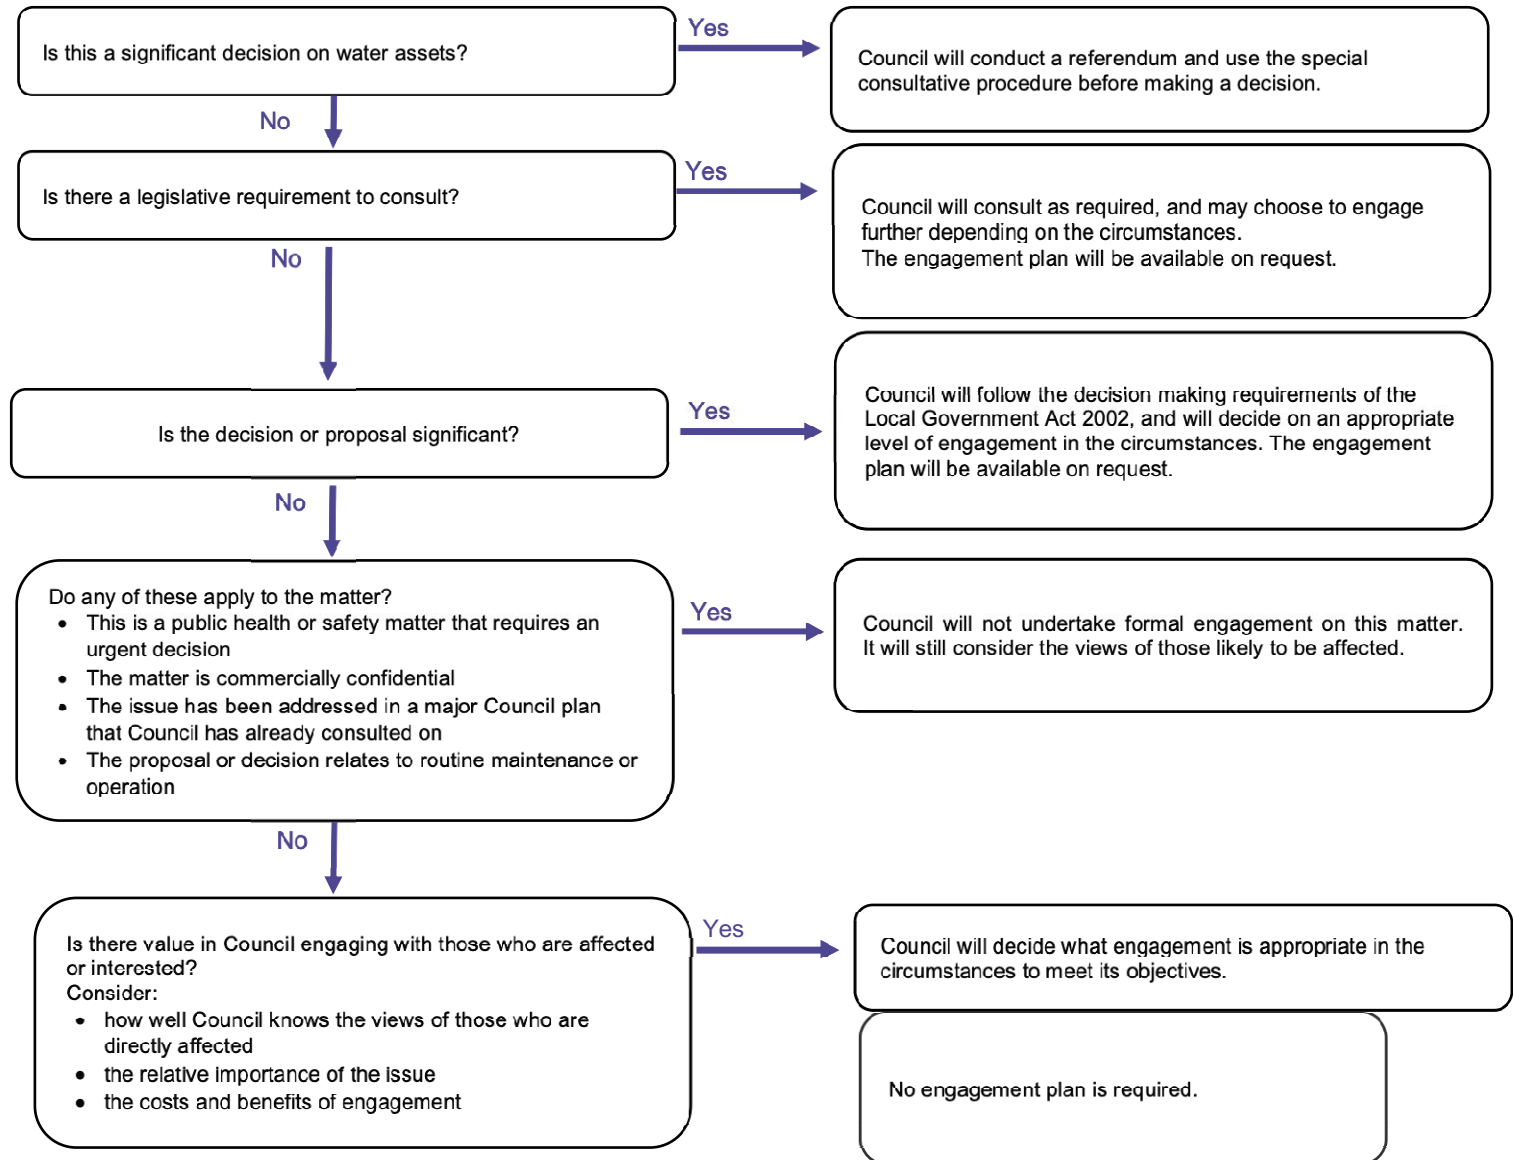 Is this a significant decision on water assets?
Yes
Council will conduct a referendum and use the special
consultative procedure before making a decision.
No
Is there a legislative requirement to consult?
Yes
Council will consult as required, and may choose to engage
further depending on the circumstances.
The engagement plan will be available on request.
No
Is the decision or proposal significant?
Yes
Council will follow the decision making requirements of the
Local Government Act 2002, and will decide on an appropriate
level of engagement in the circumstances. The engagement
plan will be available on request.
No
Do any of these apply to the matter?
• This is a public health or safety matter that requires an
urgent decision
• The matter is commercially confidential
• The issue has been addressed in a major Council plan
that Council has already consulted on
• The proposal or decision relates to routine maintenance or
operation
Yes
Council will not undertake formal engagement on this matter.
It will still consider the views of those likely to be affected.
No
Is there value in Council engaging with those who are affected
or interested?
Consider:
• how well Council knows the views of those who are
directly affected
• the relative importance of the issue
• the costs and benefits of engagement
Yes
Council will decide what engagement is appropriate in the
circumstances to meet its objectives.
No engagement plan is required.